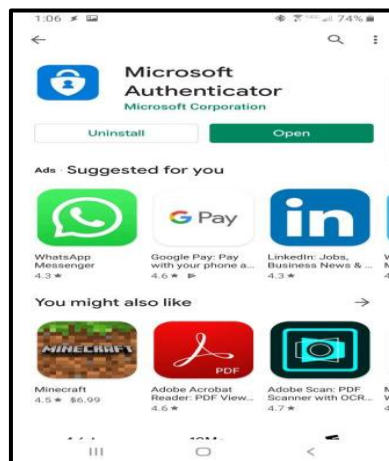 1:06 74%
Microsoft
Authenticator
Microsoft Corporation
Uninstall Open
Ads · Suggested for you
G Pay in
WhatsApp Google Pay: Pay LinkedIn: Jobs,
Messenger with your phone a... Business News & ...
4.3 ★ 4.6 ★ 4.3 ★
You might also like →
MINECRAFT PDF
Minecraft Adobe Acrobat Adobe Scan: PDF
4.5 ★ $6.99 Reader: PDF View... Scanner with OCR...
4.6 ★ 4.7 ★